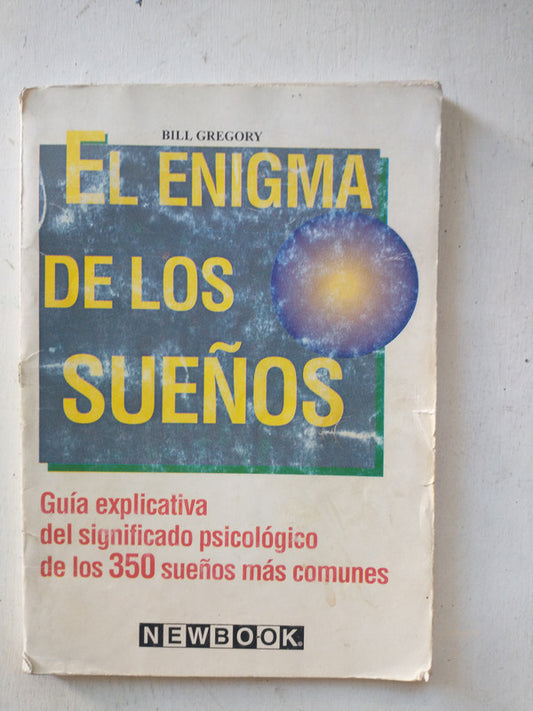 BILL GREGORY
EL ENIGMA
DE LOS
SUEÑOS
Guía explicativa
del significado psicológico
de los 350 sueños más comunes
NEWBOOK®